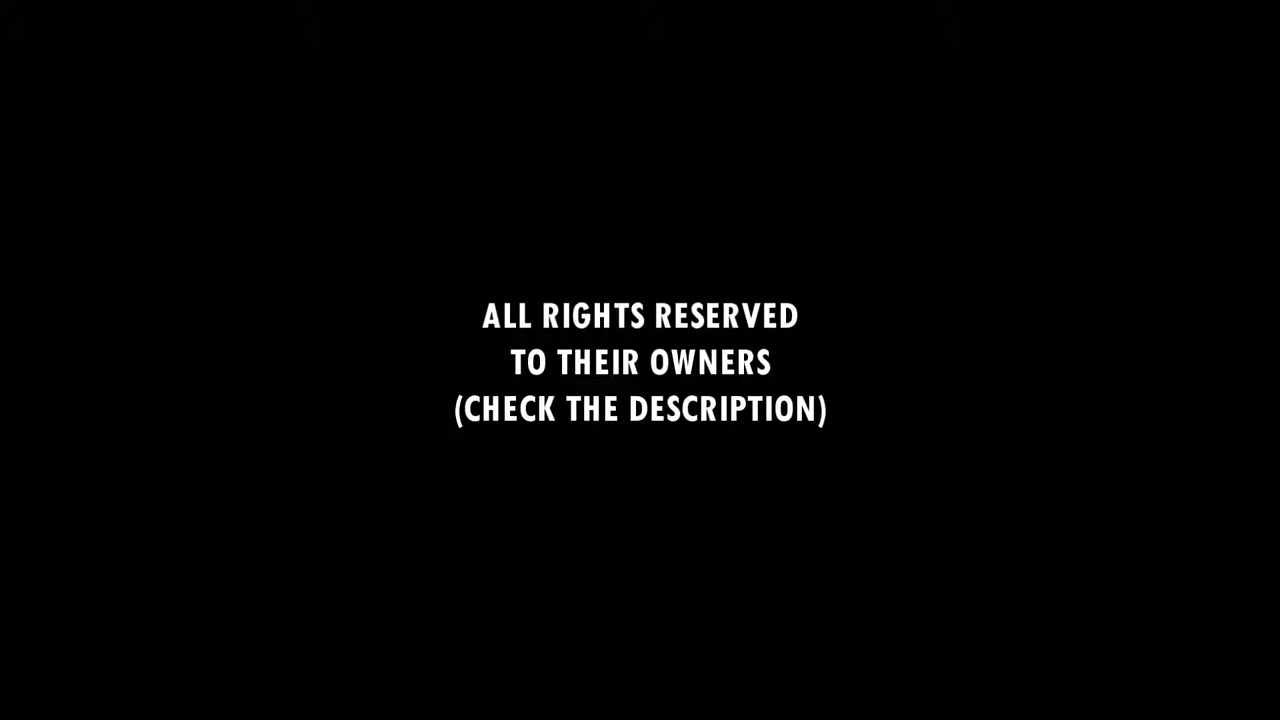 ALL RIGHTS RESERVED
TO THEIR OWNERS
(CHECK THE DESCRIPTION)